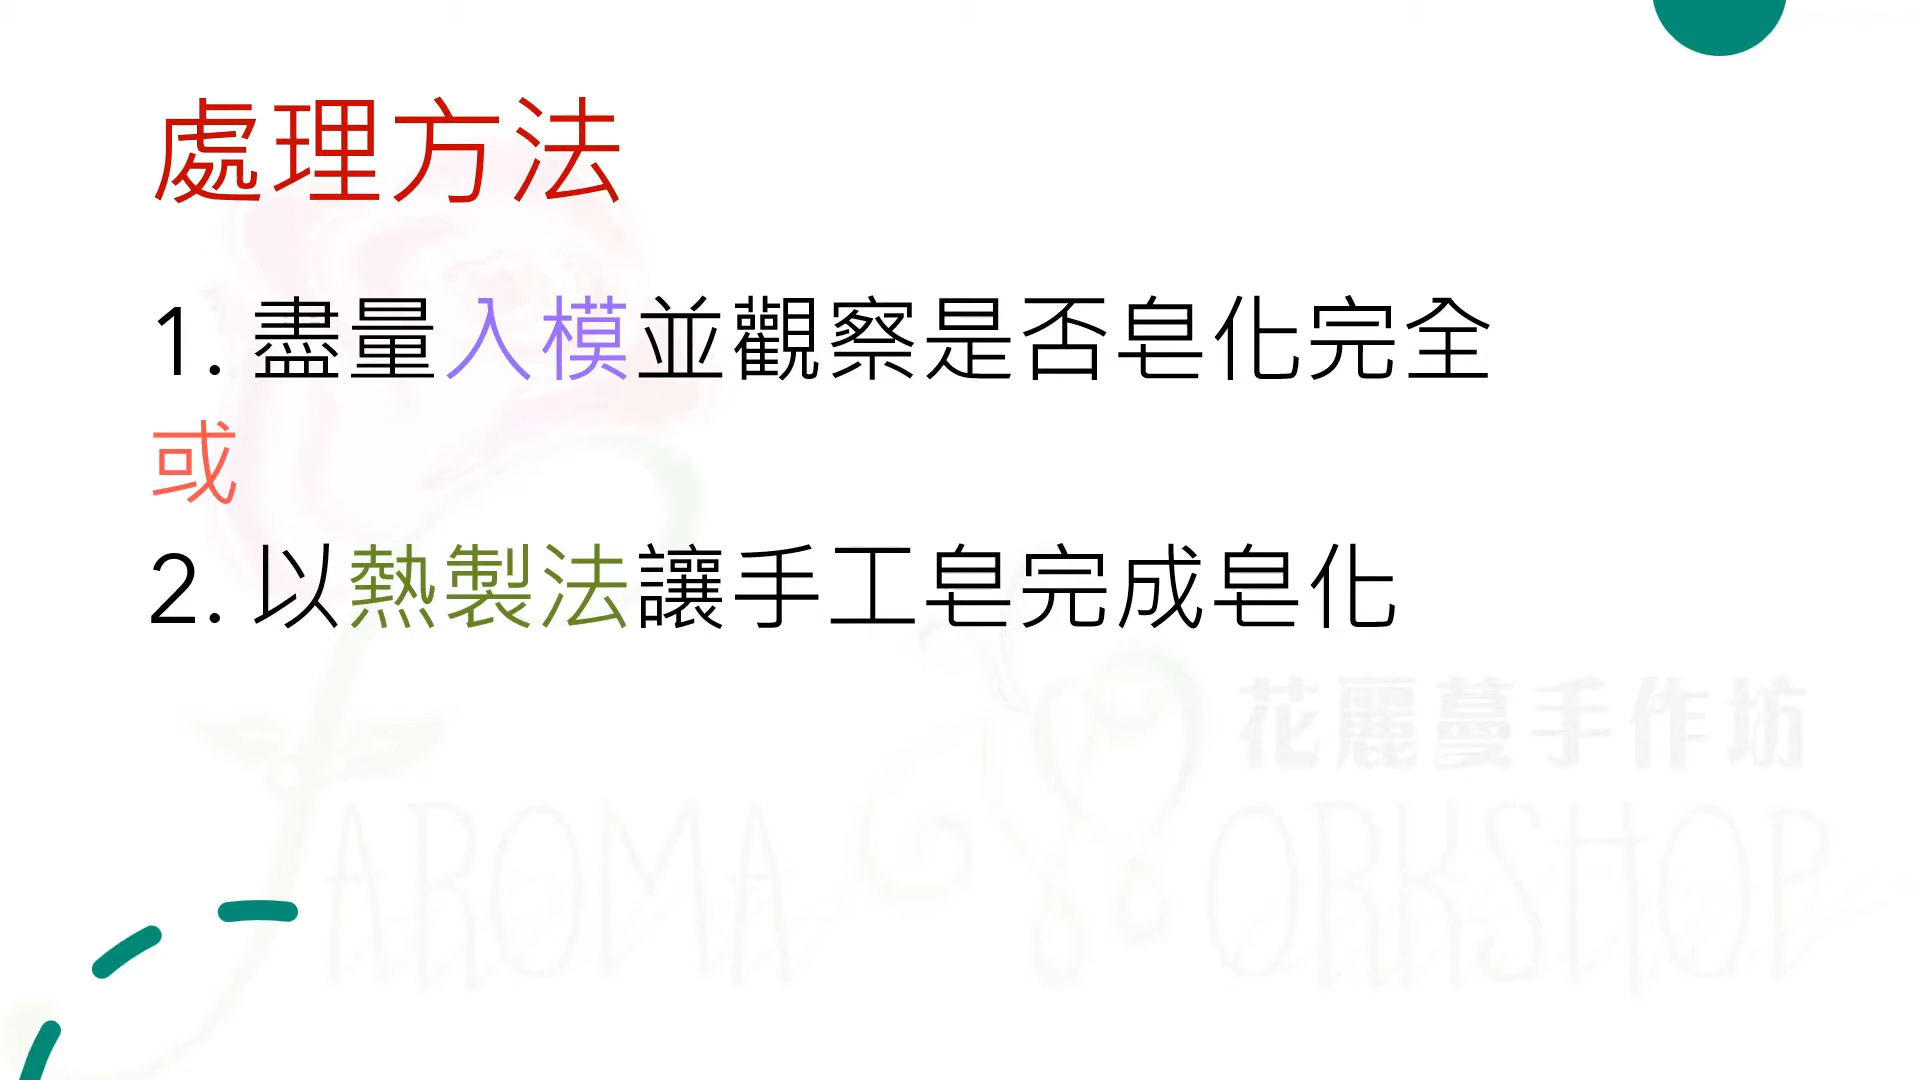 處理方法
1. 盡量入模並觀察是否皂化完全
或
2. 以熱製法讓手工皂完成皂化
花麗蔓手作坊
AROMA WORKSHOP